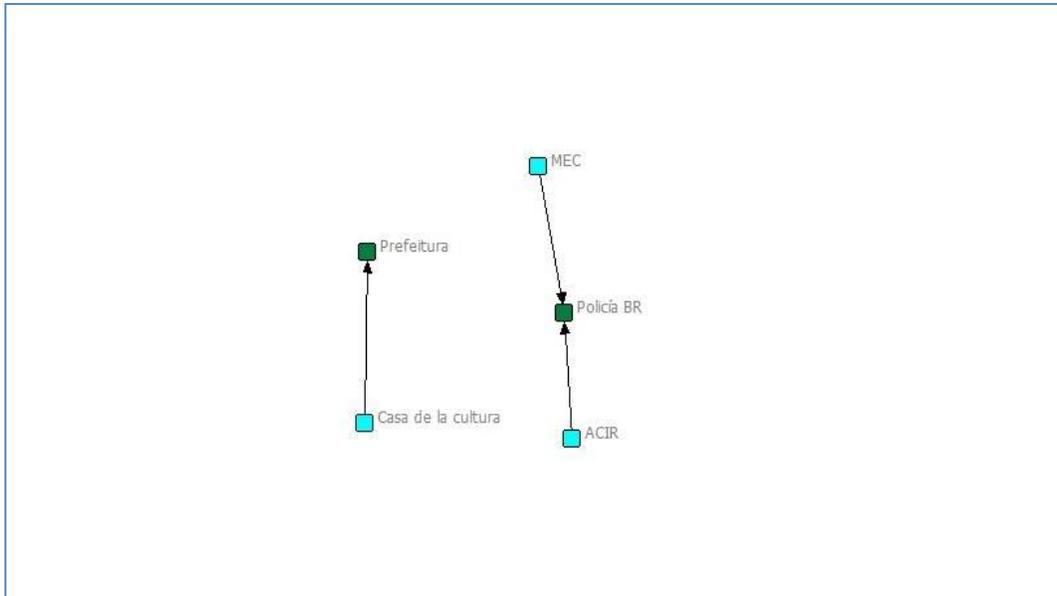 MEC
Prefeitura
Policía BR
Casa de la cultura
ACIR